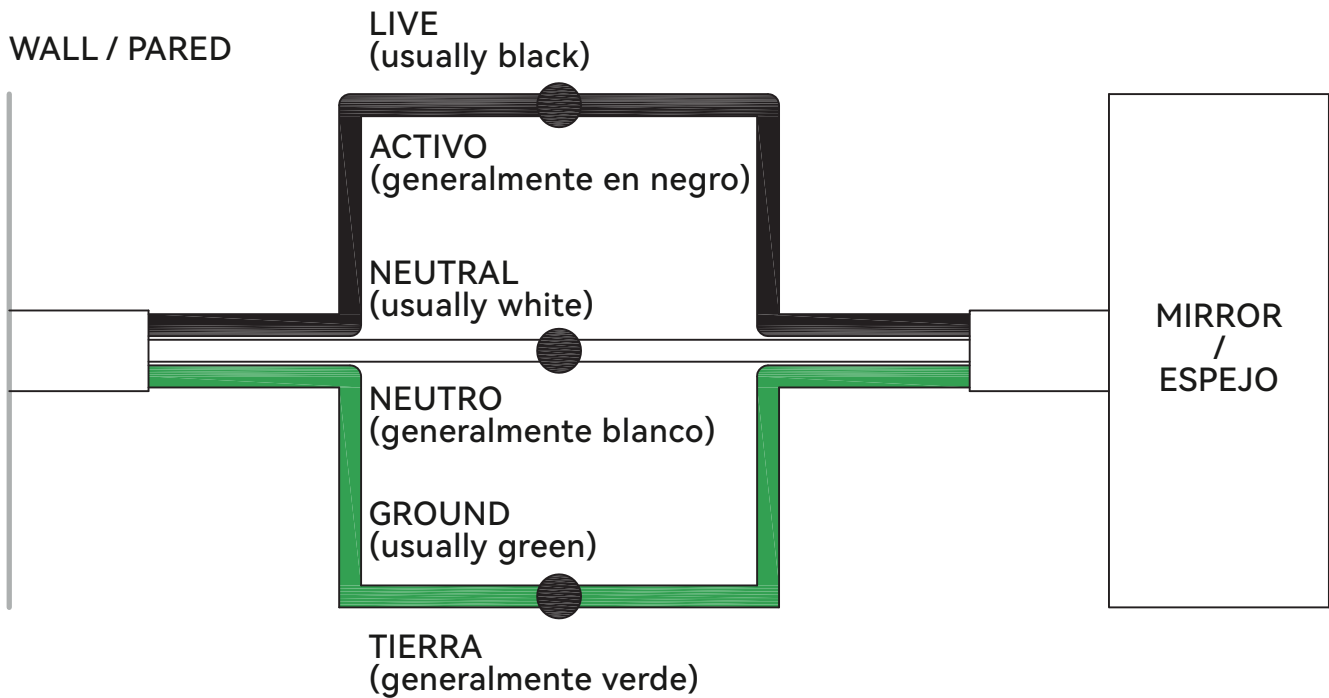 WALL / PARED
LIVE
(usually black)
ACTIVO
(generalmente en negro)
NEUTRAL
(usually white)
NEUTRO
(generalmente blanco)
GROUND
(usually green)
TIERRA
(generalmente verde)
MIRROR
/
ESPEJO